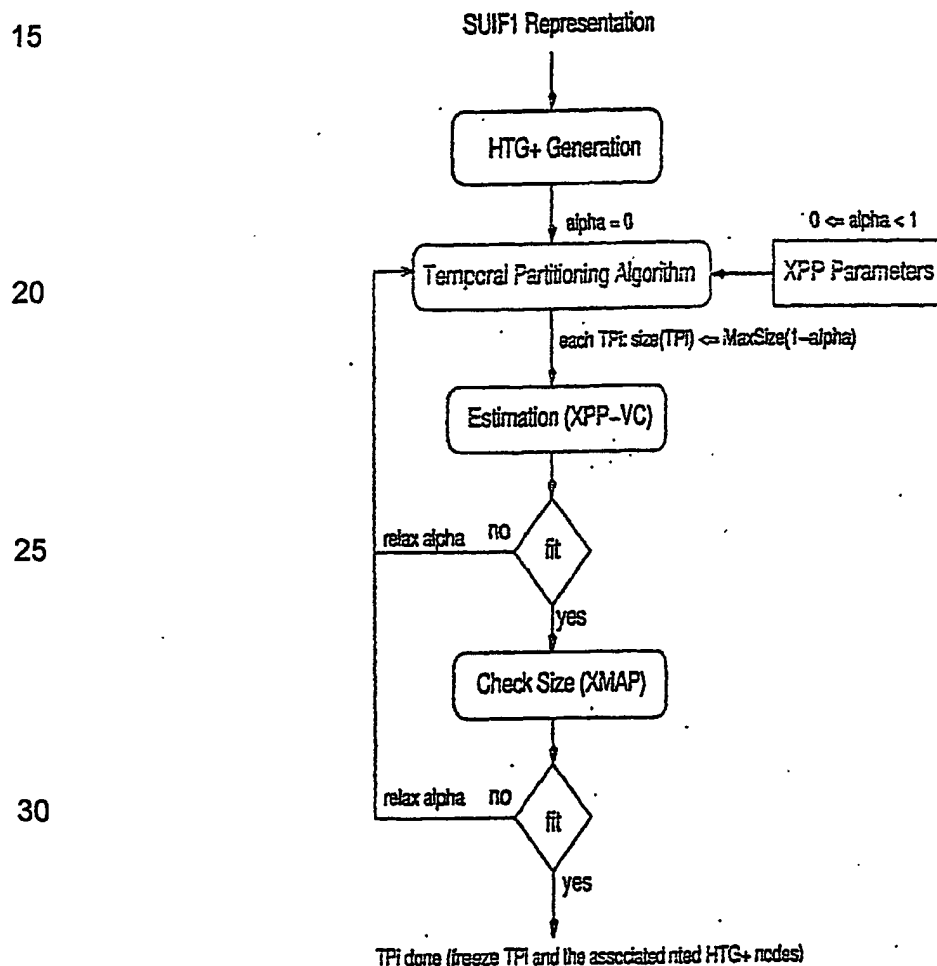 15
SUIF1 Representation
HTG+ Generation
alpha = 0
0 <= alpha < 1
20
Temporal Partitioning Algorithm
XPP Parameters
each TPi: size(TPi) <= MaxSize(1-alpha)
Estimation (XPP-VC)
25
relax alpha
no
fit
yes
Check Size (XMAP)
30
relax alpha
no
fit
yes
TPi done (freeze TPi and the associated HTG+ nodes)